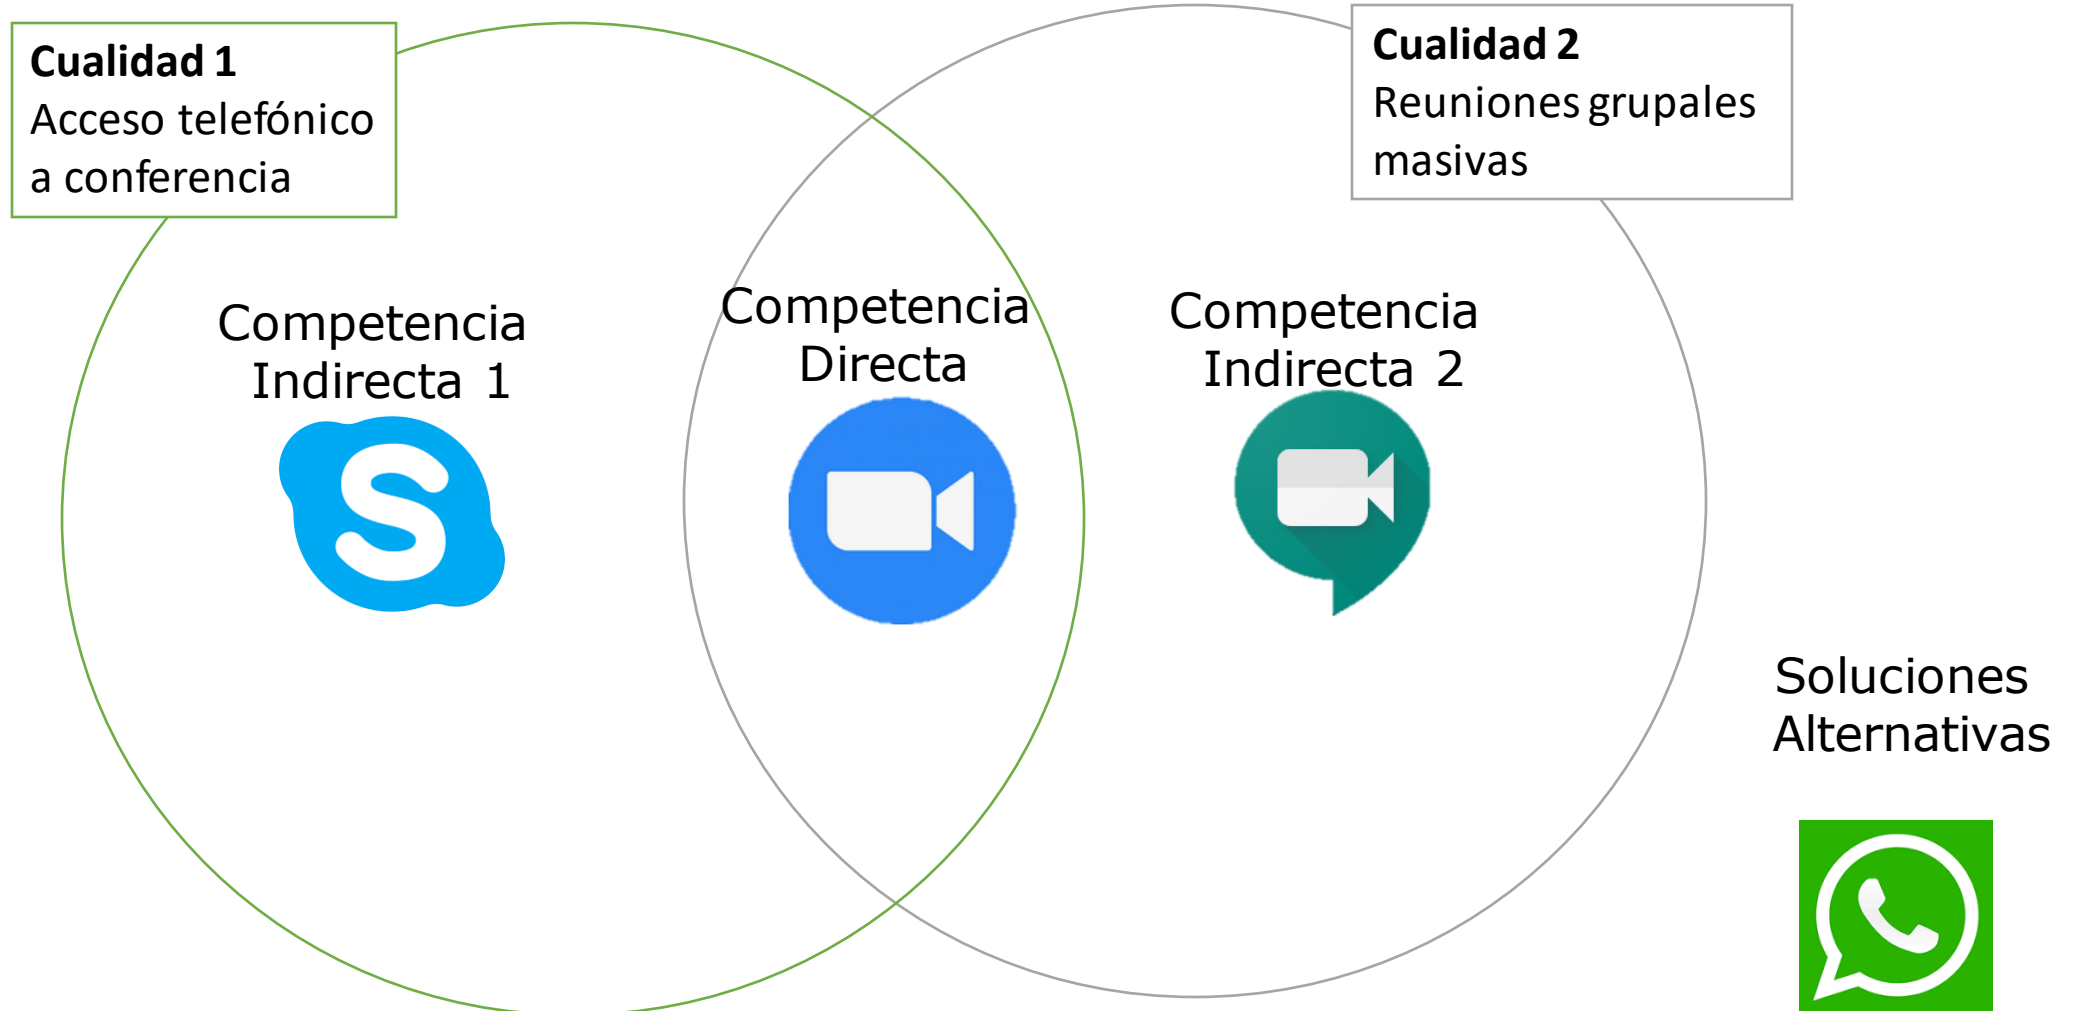 Cualidad 1
Acceso telefónico
a conferencia
Cualidad 2
Reuniones grupales
masivas
Competencia
Indirecta 1
Competencia
Directa
Competencia
Indirecta 2
S
Soluciones
Alternativas